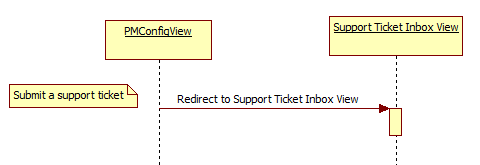 PMConfigView
Support Ticket Inbox View
Submit a support ticket
Redirect to Support Ticket Inbox View